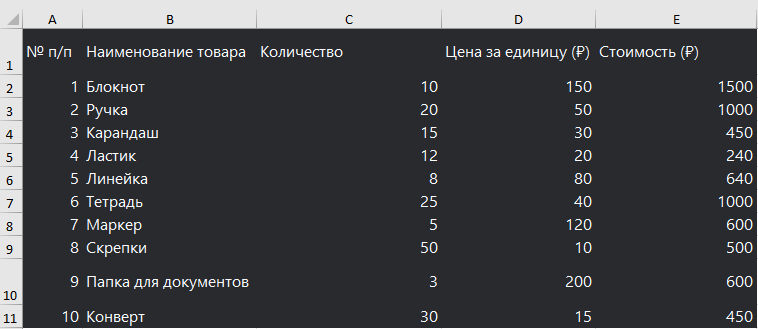 A B C D E
1 № п/п Наименование товара Количество Цена за единицу (₽) Стоимость (₽)
2 1 Блокнот 10 150 1500
3 2 Ручка 20 50 1000
4 3 Карандаш 15 30 450
5 4 Ластик 12 20 240
6 5 Линейка 8 80 640
7 6 Тетрадь 25 40 1000
8 7 Маркер 5 120 600
9 8 Скрепки 50 10 500
10 9 Папка для документов 3 200 600
11 10 Конверт 30 15 450